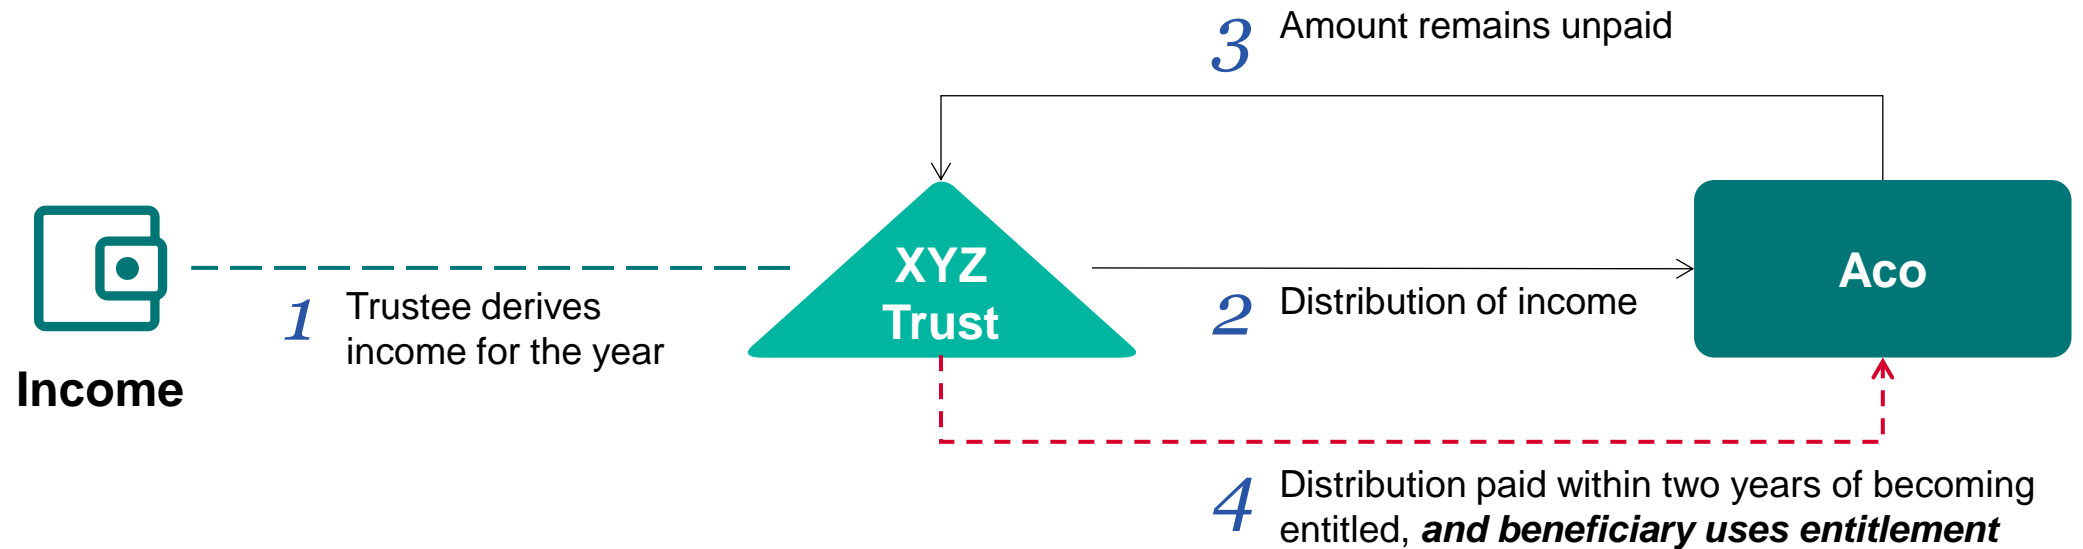 3 Amount remains unpaid
XYZ
Trust
Aco
1 Trustee derives
income for the year
2 Distribution of income
Income
4 Distribution paid within two years of becoming
entitled, and beneficiary uses entitlement